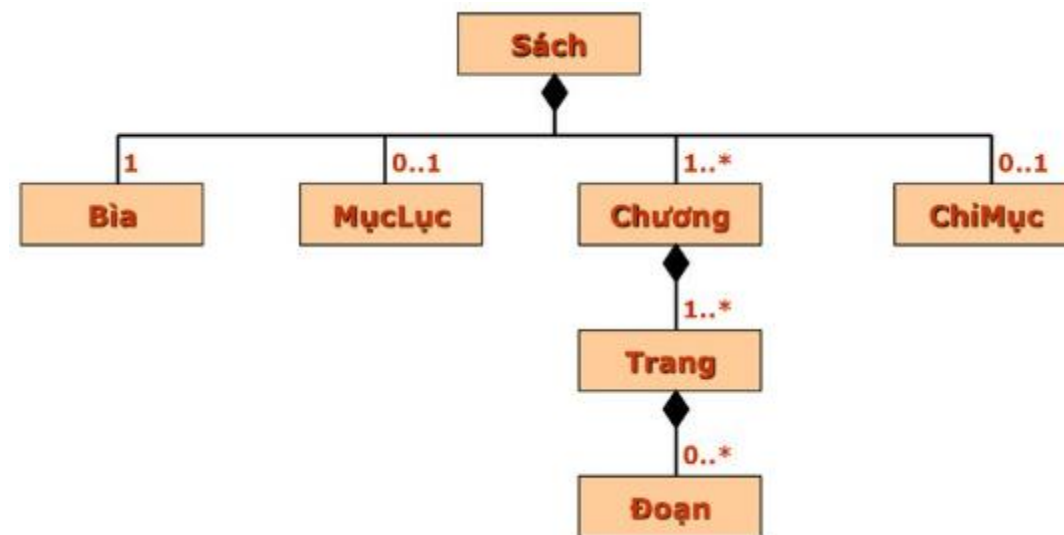 Sách
1
0..1
1..*
0..1
Bìa
MụcLục
Chương
ChiMục
1..*
Trang
0..*
Đoạn